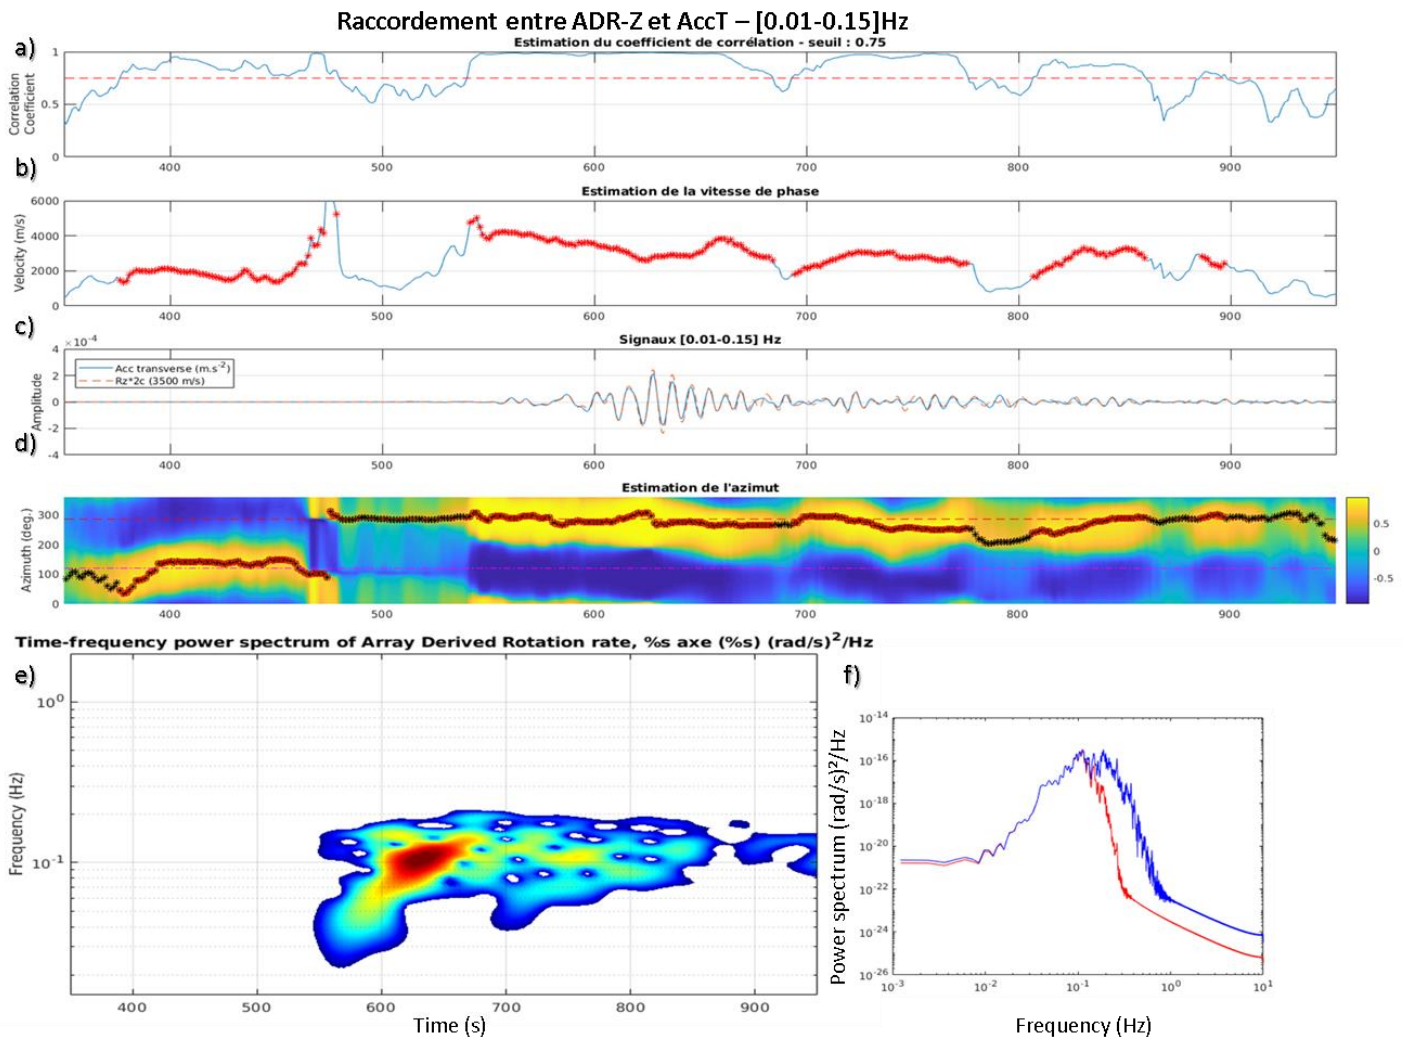 Raccordement entre ADR-Z et AccT – [0.01-0.15]Hz
a)
Estimation du coefficient de corrélation - seuil : 0.75
Correlation
Coefficient
1
0.5
0
400 500 600 700 800 900
b)
Estimation de la vitesse de phase
Velocity (m/s)
6000
4000
2000
0
400 500 600 700 800 900
c)
×10-4
Signaux [0.01-0.15] Hz
Amplitude
4
2
0
-2
-4
Acc transverse (m.s-2)
Rz*2c (3500 m/s)
400 500 600 700 800 900
d)
Estimation de l'azimut
Azimuth (deg.)
300
200
100
0
400 500 600 700 800 900
0.5
0
-0.5
Time-frequency power spectrum of Array Derived Rotation rate, %s axe (%s) (rad/s)2/Hz
e)
Frequency (Hz)
100
10-1
400 500 600 700 800 900
Time (s)
f)
Power spectrum (rad/s)²/Hz
10-14
10-16
10-18
10-20
10-22
10-24
10-26
10-3 10-2 10-1 100 101
Frequency (Hz)